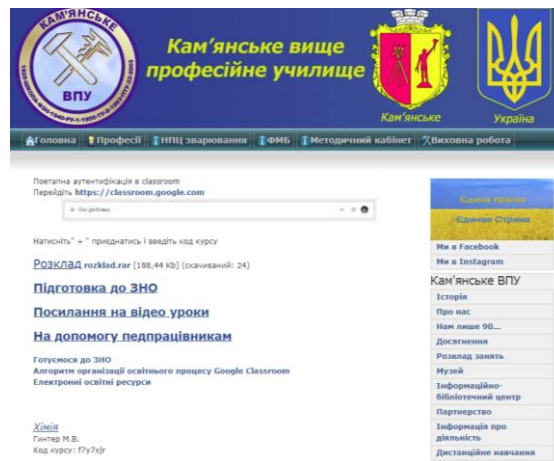 КАМ'ЯНСЬКЕ
ВПУ
Кам'янське вище
професійне училище
Кам'янське
Україна
Головна
Професії
НПЦ зварювання
ФМБ
Методичний кабінет
Виховна робота
Поетапна аутентифікація в classroom
Перейдіть https://classroom.google.com
Google Класс
Натисніть" + " приєднатись і введіть код курсу
РОЗКЛАД rozklad.rar [188,44 Kb] (скачиваний: 24)
Підготовка до ЗНО
Посилання на відео уроки
На допомогу педпрацівникам
Готуємося до ЗНО
Алгоритм організації освітнього процесу Google Classroom
Електронні освітні ресурси
Хімія
Гинтер М.В.
Код курсу: f7y7xjr
Єдина Країна
Единая Страна
Ми в Facebook
Ми в Instagram
Кам'янське ВПУ
Історія
Про нас
Нам лише 90...
Досягнення
Розклад занять
Музей
Інформаційно-
бібліотечний центр
Партнерство
Інформація про
діяльність
Дистанційне навчання